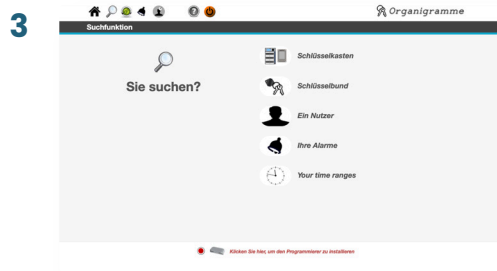 3
Organigramme
Suchfunktion
Sie suchen?
Schlüsselkasten
Schlüsselbund
Ein Nutzer
Ihre Alarme
Your time ranges
Klicken Sie hier, um den Programmierer zu installieren